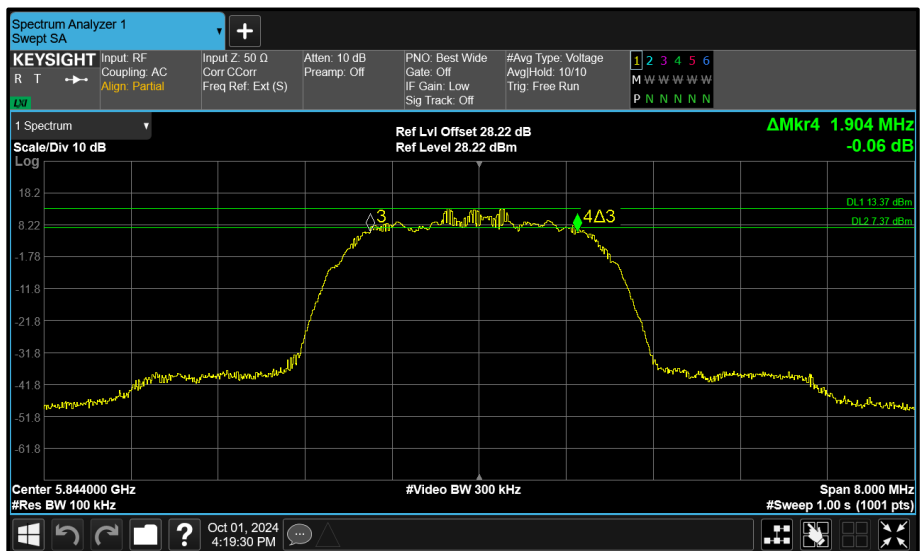 Spectrum Analyzer 1
Swept SA
KEYSIGHT
R T
LXI
Input: RF
Coupling: AC
Align: Partial
Input Z: 50 Ω
Corr CCorr
Freq Ref: Ext (S)
Atten: 10 dB
Preamp: Off
PNO: Best Wide
Gate: Off
IF Gain: Low
Sig Track: Off
#Avg Type: Voltage
Avg|Hold: 10/10
Trig: Free Run
1 2 3 4 5 6
M W W W W W
P N N N N N
1 Spectrum
Scale/Div 10 dB
Log
Ref Lvl Offset 28.22 dB
Ref Level 28.22 dBm
ΔMkr4 1.904 MHz
-0.06 dB
18.2
DL1 13.37 dBm
3
4Δ3
8.22
DL2 7.37 dBm
-1.78
-11.8
-21.8
-31.8
-41.8
-51.8
-61.8
Center 5.844000 GHz
#Video BW 300 kHz
Span 8.000 MHz
#Res BW 100 kHz
#Sweep 1.00 s (1001 pts)
?
Oct 01, 2024
4:19:30 PM